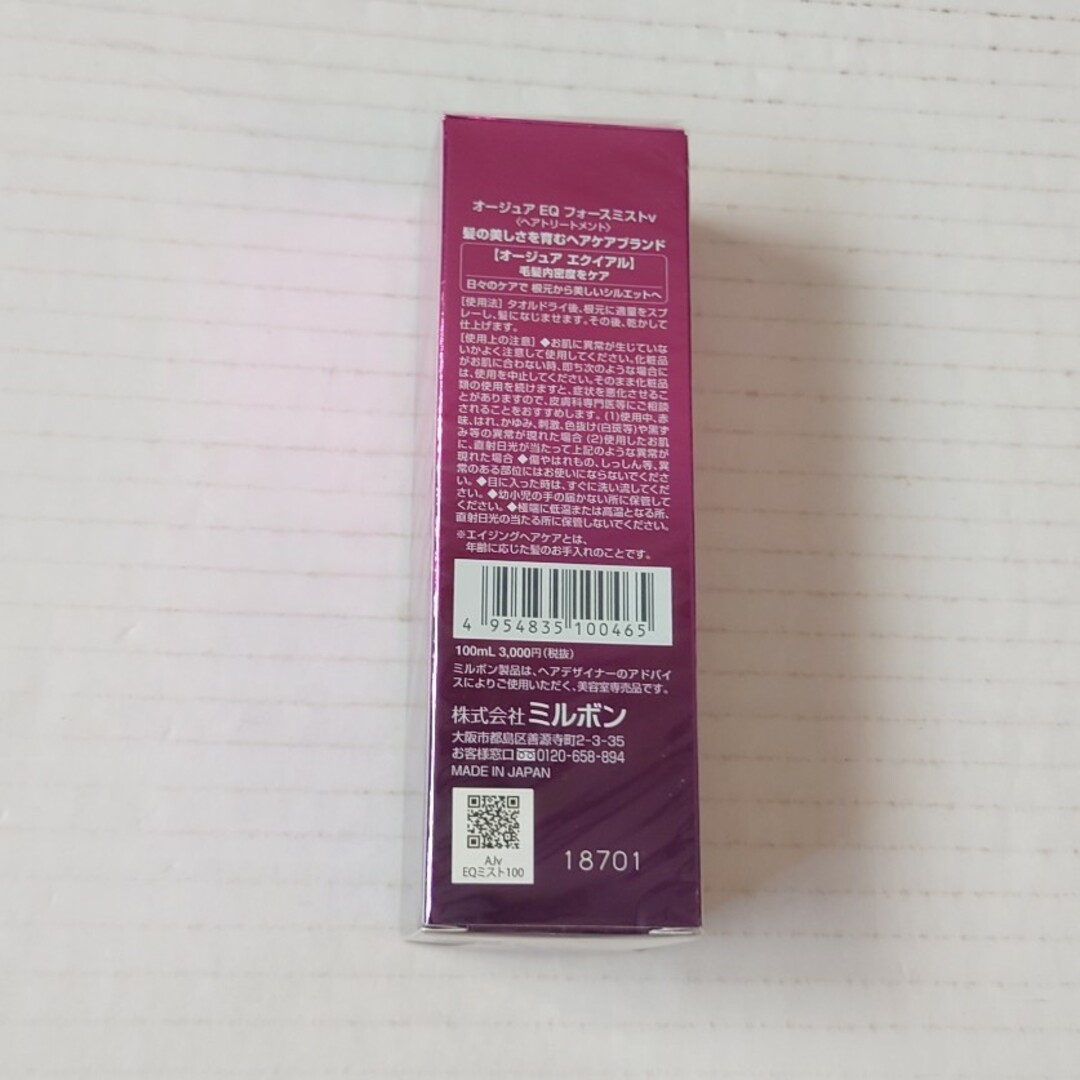 オージュア EQ フォースミストv
〈ヘアトリートメント〉
髪の美しさを育むヘアケアブランド
【オージュア エクイアル】
毛髪内密度をケア
日々のケアで 根元から美しいシルエットへ
[使用法] タオルドライ後、根元に適量をスプ
レーし、髪になじませます。その後、乾かして
仕上げます。
[使用上の注意] ◆お肌に異常が生じていな
いかよく注意して使用してください。化粧品
がお肌に合わない時、即ち次のような場合に
は、使用を中止してください。そのまま化粧品
類の使用を続けますと、症状を悪化させるこ
とがありますので、皮膚科専門医等にご相談
されることをおすすめします。(1)使用中、赤
味、はれ、かゆみ、刺激、色抜け(白斑等)や黒ず
み等の異常が現れた場合 (2)使用したお肌
に、直射日光が当たって上記のような異常が
現れた場合 ◆傷やはれもの、しっしん等、異
常のある部位にはお使いにならないでくださ
い。◆目に入った時は、すぐに洗い流してくだ
さい。◆幼小児の手の届かない所に保管して
ください。◆極端に低温または高温となる所、
直射日光の当たる所に保管しないでください。
※エイジングヘアケアとは、
年齢に応じた髪のお手入れのことです。
4 954835 100465
100mL 3,000円(税抜)
ミルボン製品は、ヘアデザイナーのアドバイ
スによりご使用いただく、美容室専売品です。
株式会社 ミルボン
大阪市都島区善源寺町2-3-35
お客様窓口 0120-658-894
MADE IN JAPAN
AJv
EQミスト100
18701